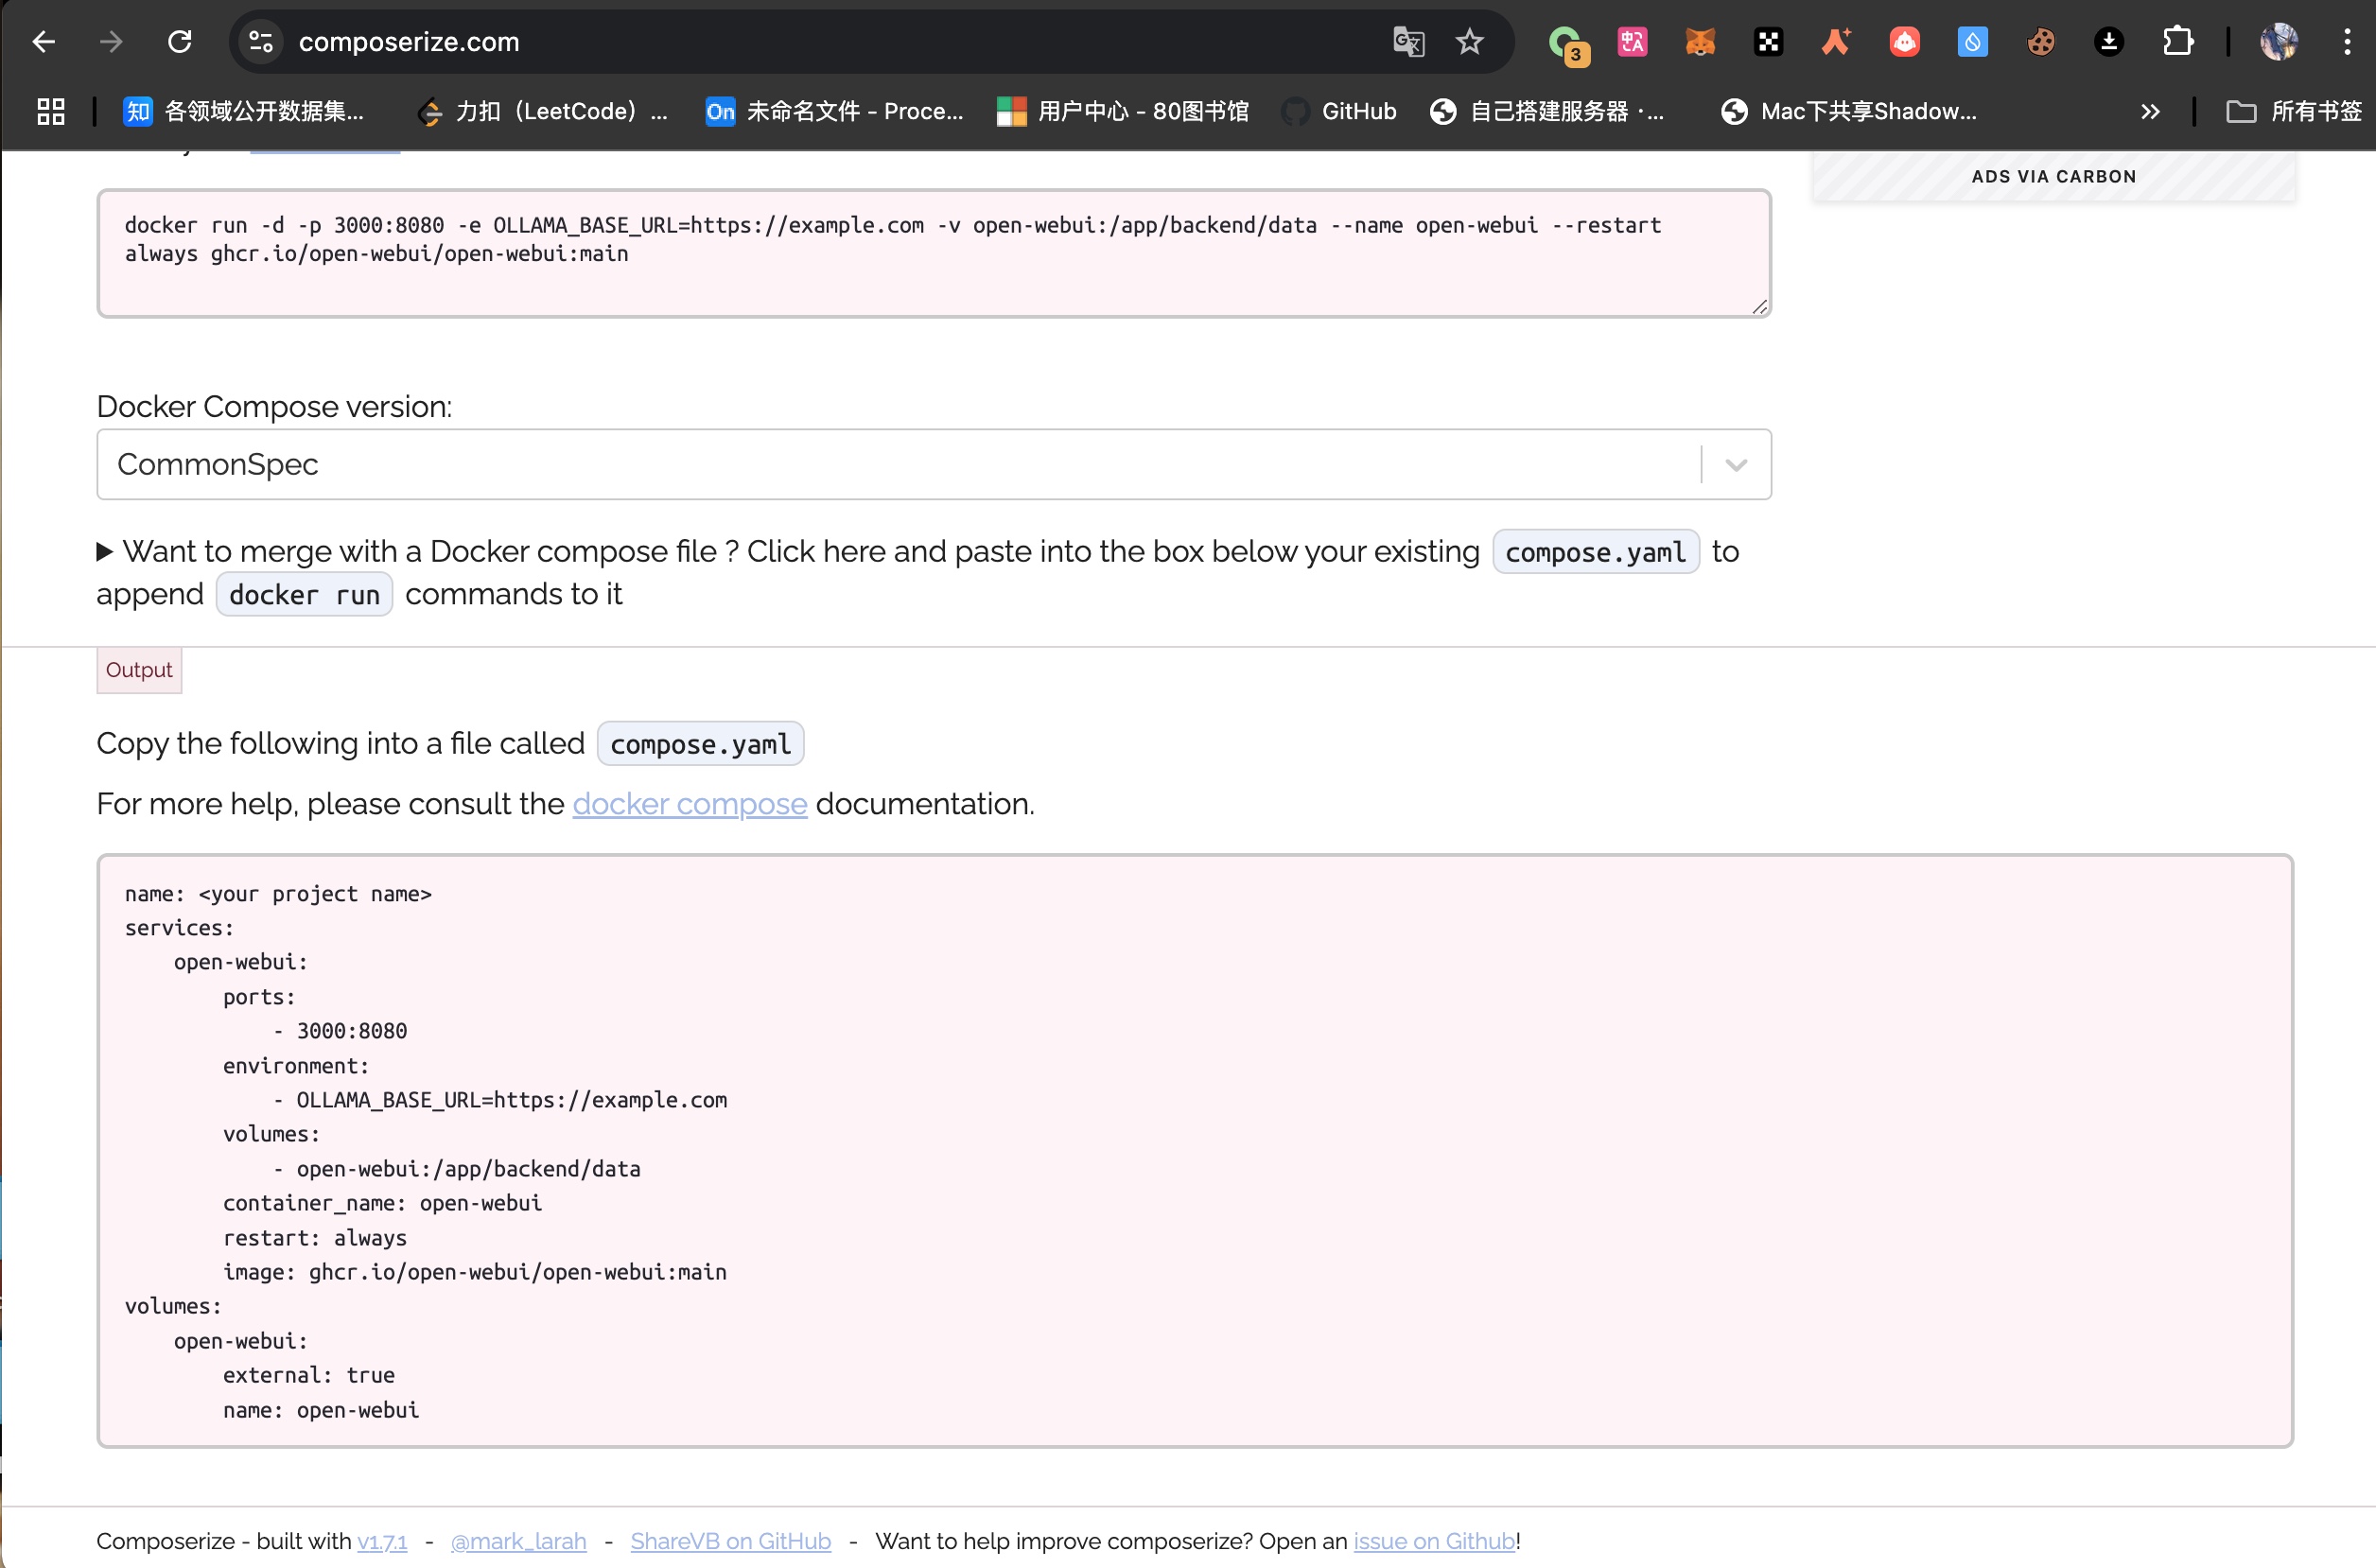 composerize.com
3
各领域公开数据集...
力扣（LeetCode）...
On
未命名文件 - Proce...
用户中心 - 80图书馆
GitHub
自己搭建服务器 · ...
Mac下共享Shadow...
所有书签
ADS VIA CARBON
docker run -d -p 3000:8080 -e OLLAMA_BASE_URL=https://example.com -v open-webui:/app/backend/data --name open-webui --restart
always ghcr.io/open-webui/open-webui:main
Docker Compose version:
CommonSpec
Want to merge with a Docker compose file ? Click here and paste into the box below your existing compose.yaml to
append docker run commands to it
Output
Copy the following into a file called compose.yaml
For more help, please consult the docker compose documentation.
name: <your project name>
services:
    open-webui:
        ports:
            - 3000:8080
        environment:
            - OLLAMA_BASE_URL=https://example.com
        volumes:
            - open-webui:/app/backend/data
        container_name: open-webui
        restart: always
        image: ghcr.io/open-webui/open-webui:main
volumes:
    open-webui:
        external: true
        name: open-webui
Composerize - built with v1.7.1 - @mark_larah - ShareVB on GitHub - Want to help improve composerize? Open an issue on Github!